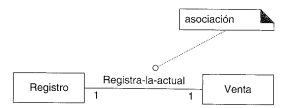 asociación
Registra-la-actual
Registro
Venta
1
1